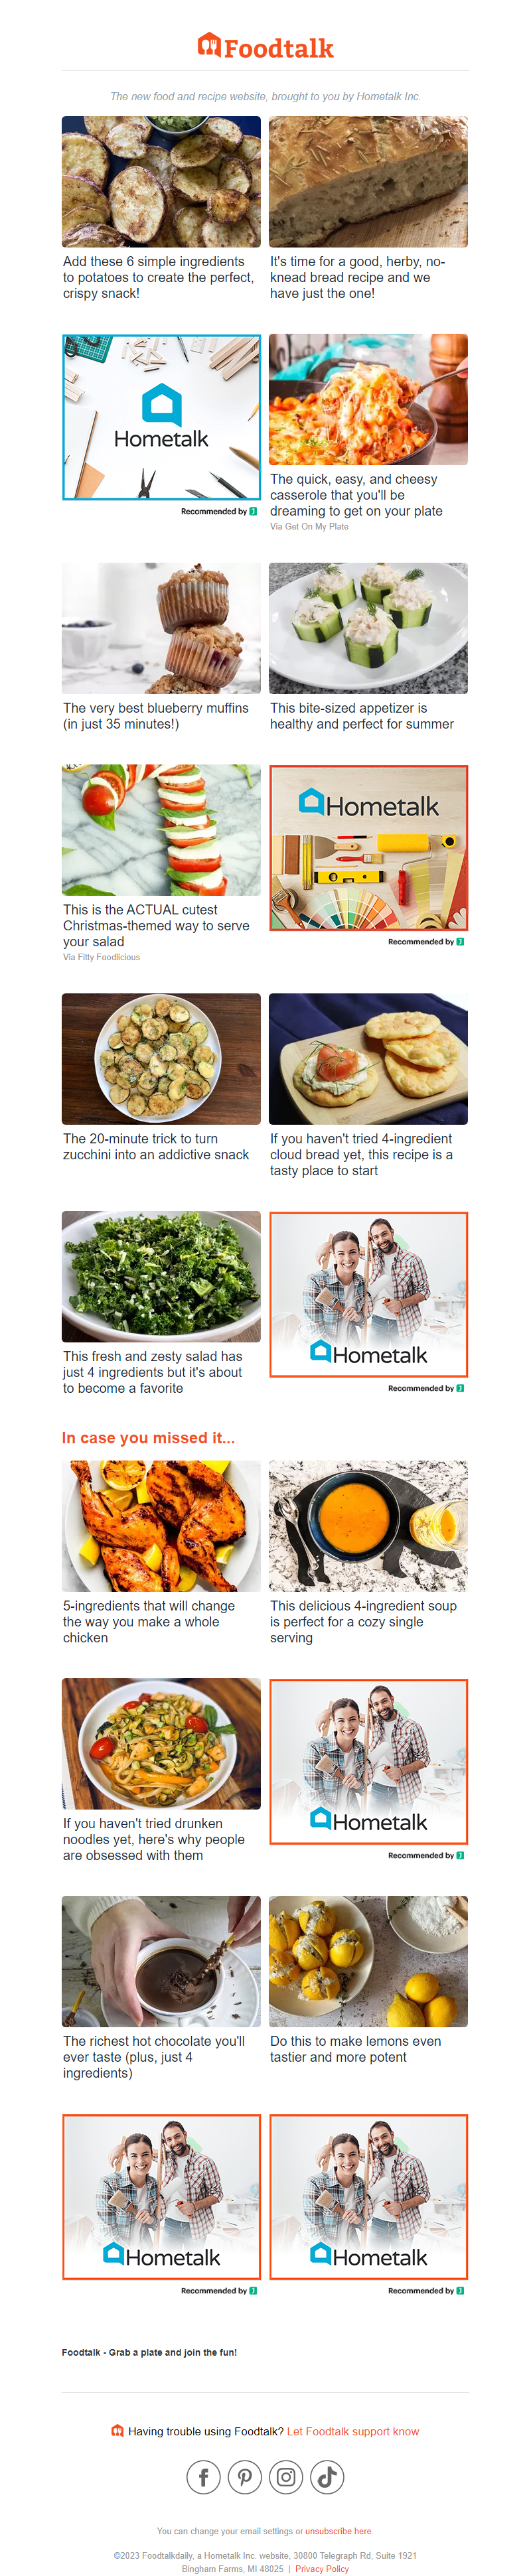 Foodtalk
The new food and recipe website, brought to you by Hometalk Inc.
Add these 6 simple ingredients
to potatoes to create the perfect,
crispy snack!
It's time for a good, herby, no-
knead bread recipe and we
have just the one!
Hometalk
Recommended by
The quick, easy, and cheesy
casserole that you'll be
dreaming to get on your plate
Via Get On My Plate
The very best blueberry muffins
(in just 35 minutes!)
This bite-sized appetizer is
healthy and perfect for summer
This is the ACTUAL cutest
Christmas-themed way to serve
your salad
Via Fitty Foodlicious
Hometalk
Recommended by
The 20-minute trick to turn
zucchini into an addictive snack
If you haven't tried 4-ingredient
cloud bread yet, this recipe is a
tasty place to start
This fresh and zesty salad has
just 4 ingredients but it's about
to become a favorite
Hometalk
Recommended by
In case you missed it...
5-ingredients that will change
the way you make a whole
chicken
This delicious 4-ingredient soup
is perfect for a cozy single
serving
If you haven't tried drunken
noodles yet, here's why people
are obsessed with them
Hometalk
Recommended by
The richest hot chocolate you'll
ever taste (plus, just 4
ingredients)
Do this to make lemons even
tastier and more potent
Hometalk
Recommended by
Hometalk
Recommended by
Foodtalk - Grab a plate and join the fun!
Having trouble using Foodtalk? Let Foodtalk support know
You can change your email settings or unsubscribe here.
©2023 Foodtalkdaily, a Hometalk Inc. website, 30800 Telegraph Rd, Suite 1921
Bingham Farms, MI 48025 | Privacy Policy